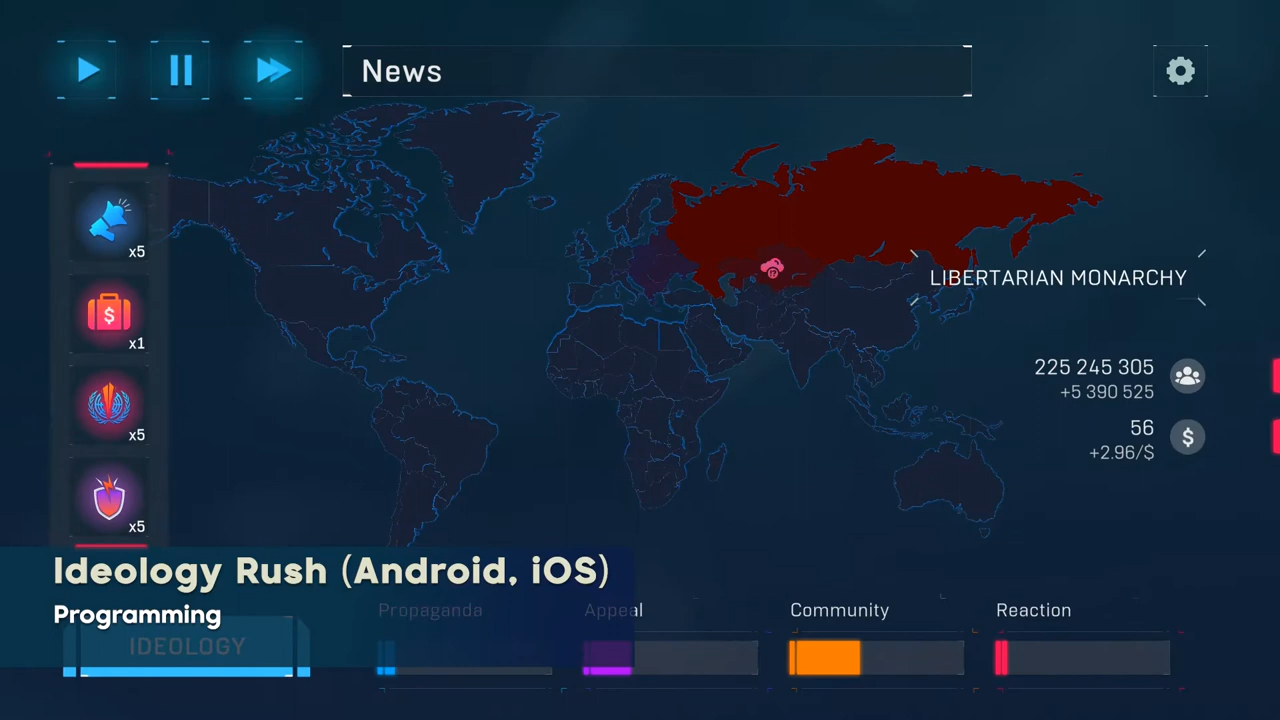 News
x5
x1
x5
x5
LIBERTARIAN MONARCHY
225 245 305
+5 390 525
56
$
+2.96/$
Ideology Rush (Android, iOS)
Programming
IDEOLOGY
Propaganda
Appeal
Community
Reaction